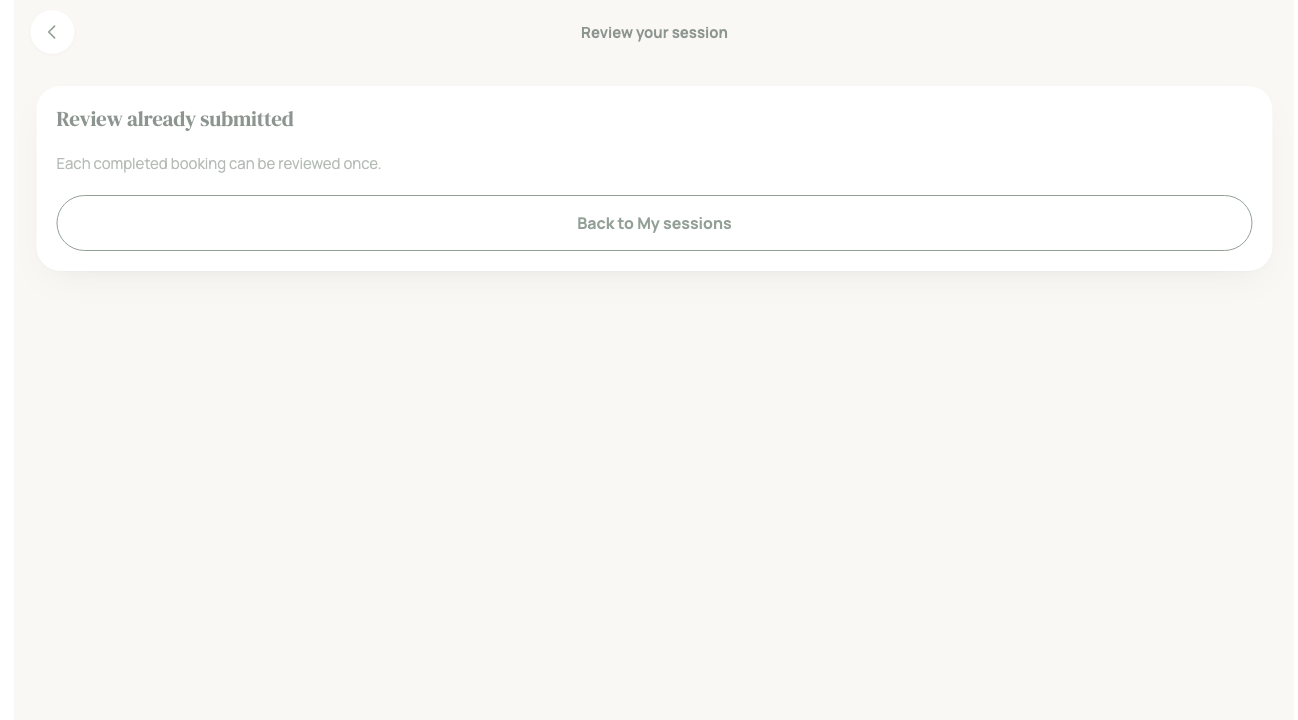 Review your session
Review already submitted
Each completed booking can be reviewed once.
Back to My sessions